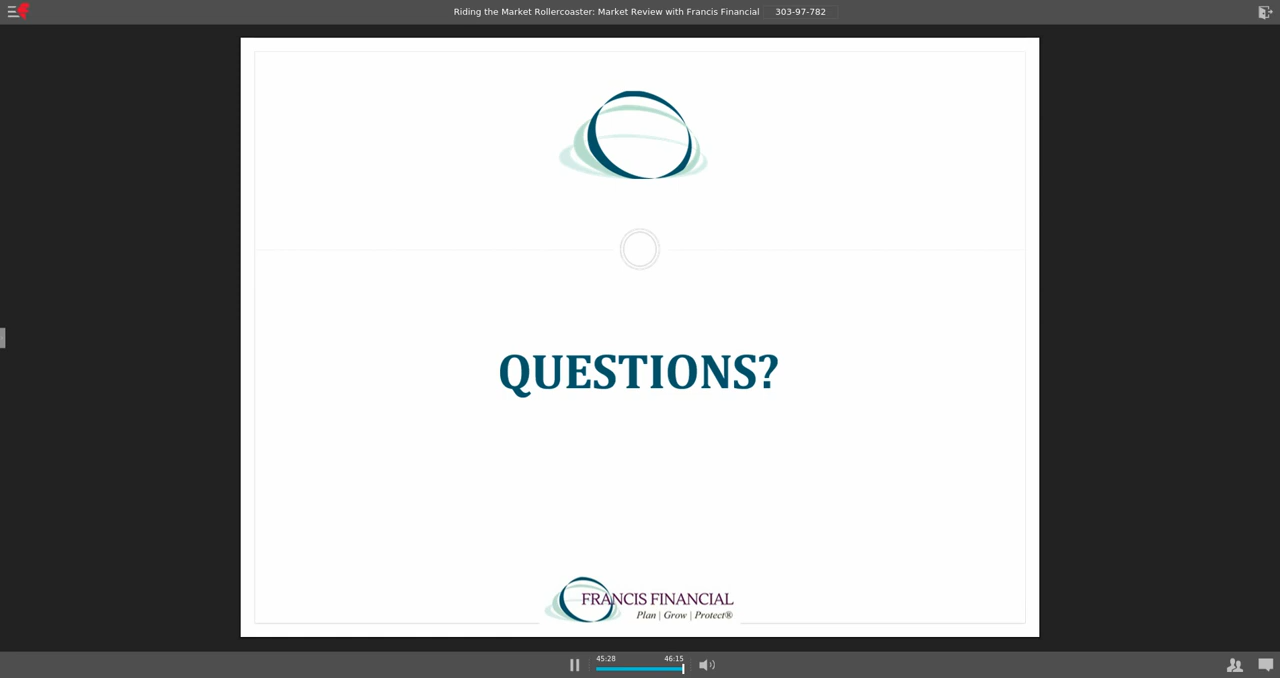 Riding the Market Rollercoaster: Market Review with Francis Financial 303-97-782
QUESTIONS?
FRANCIS FINANCIAL
Plan | Grow | Protect®
45:28 46:15